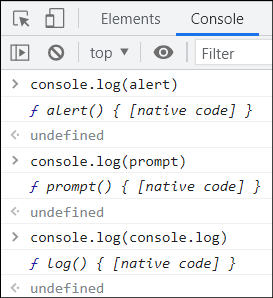 Elements Console
top Filter
> console.log(alert)
ƒ alert() { [native code] }
<· undefined
> console.log(prompt)
ƒ prompt() { [native code] }
<· undefined
> console.log(console.log)
ƒ log() { [native code] }
<· undefined